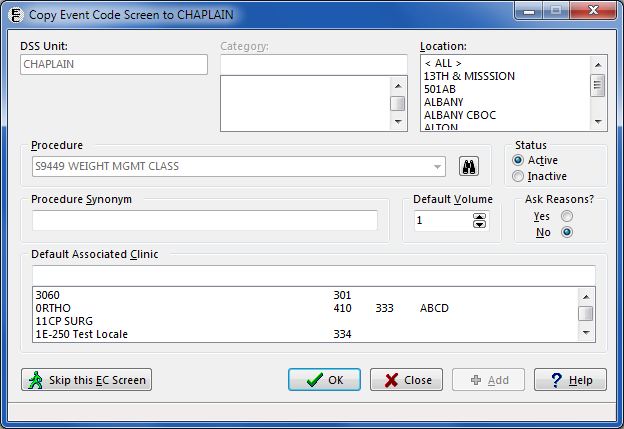 Copy Event Code Screen to CHAPLAIN
DSS Unit:
CHAPLAIN
Category:
Location:
< ALL >
13TH & MISSSION
501AB
ALBANY
ALBANY CBOC
ALTON
Procedure
S9449 WEIGHT MGMT CLASS
Status
Active
Inactive
Procedure Synonym
Default Volume
1
Ask Reasons?
Yes
No
Default Associated Clinic
3060 301
0RTHO 410 333 ABCD
11CP SURG
1E-250 Test Locale 334
Skip this EC Screen
OK
Close
Add
? Help